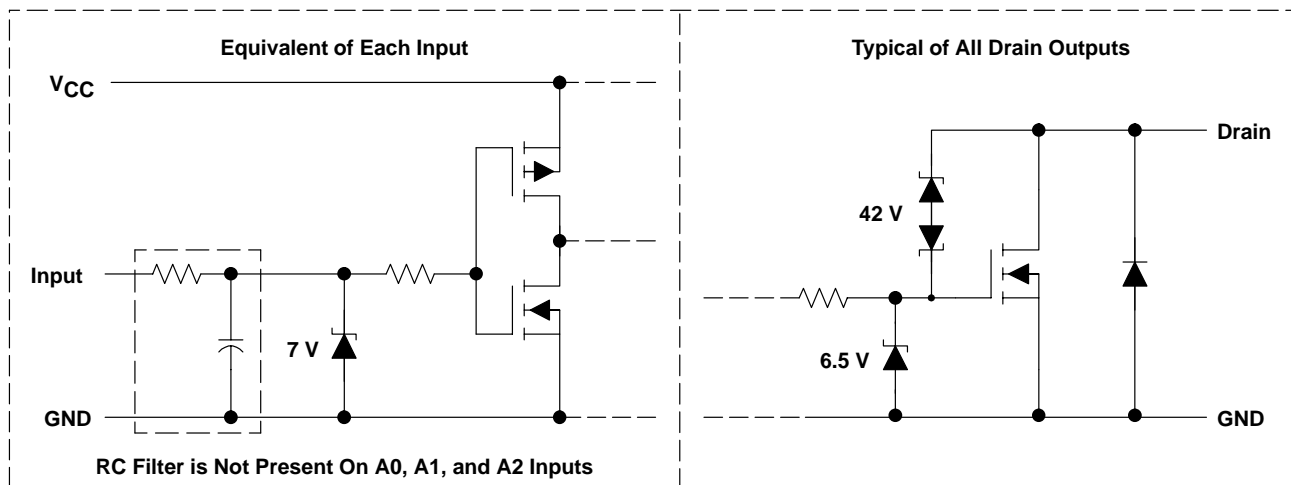 Equivalent of Each Input
VCC
Input
7 V
GND
RC Filter is Not Present On A0, A1, and A2 Inputs
Typical of All Drain Outputs
Drain
42 V
6.5 V
GND